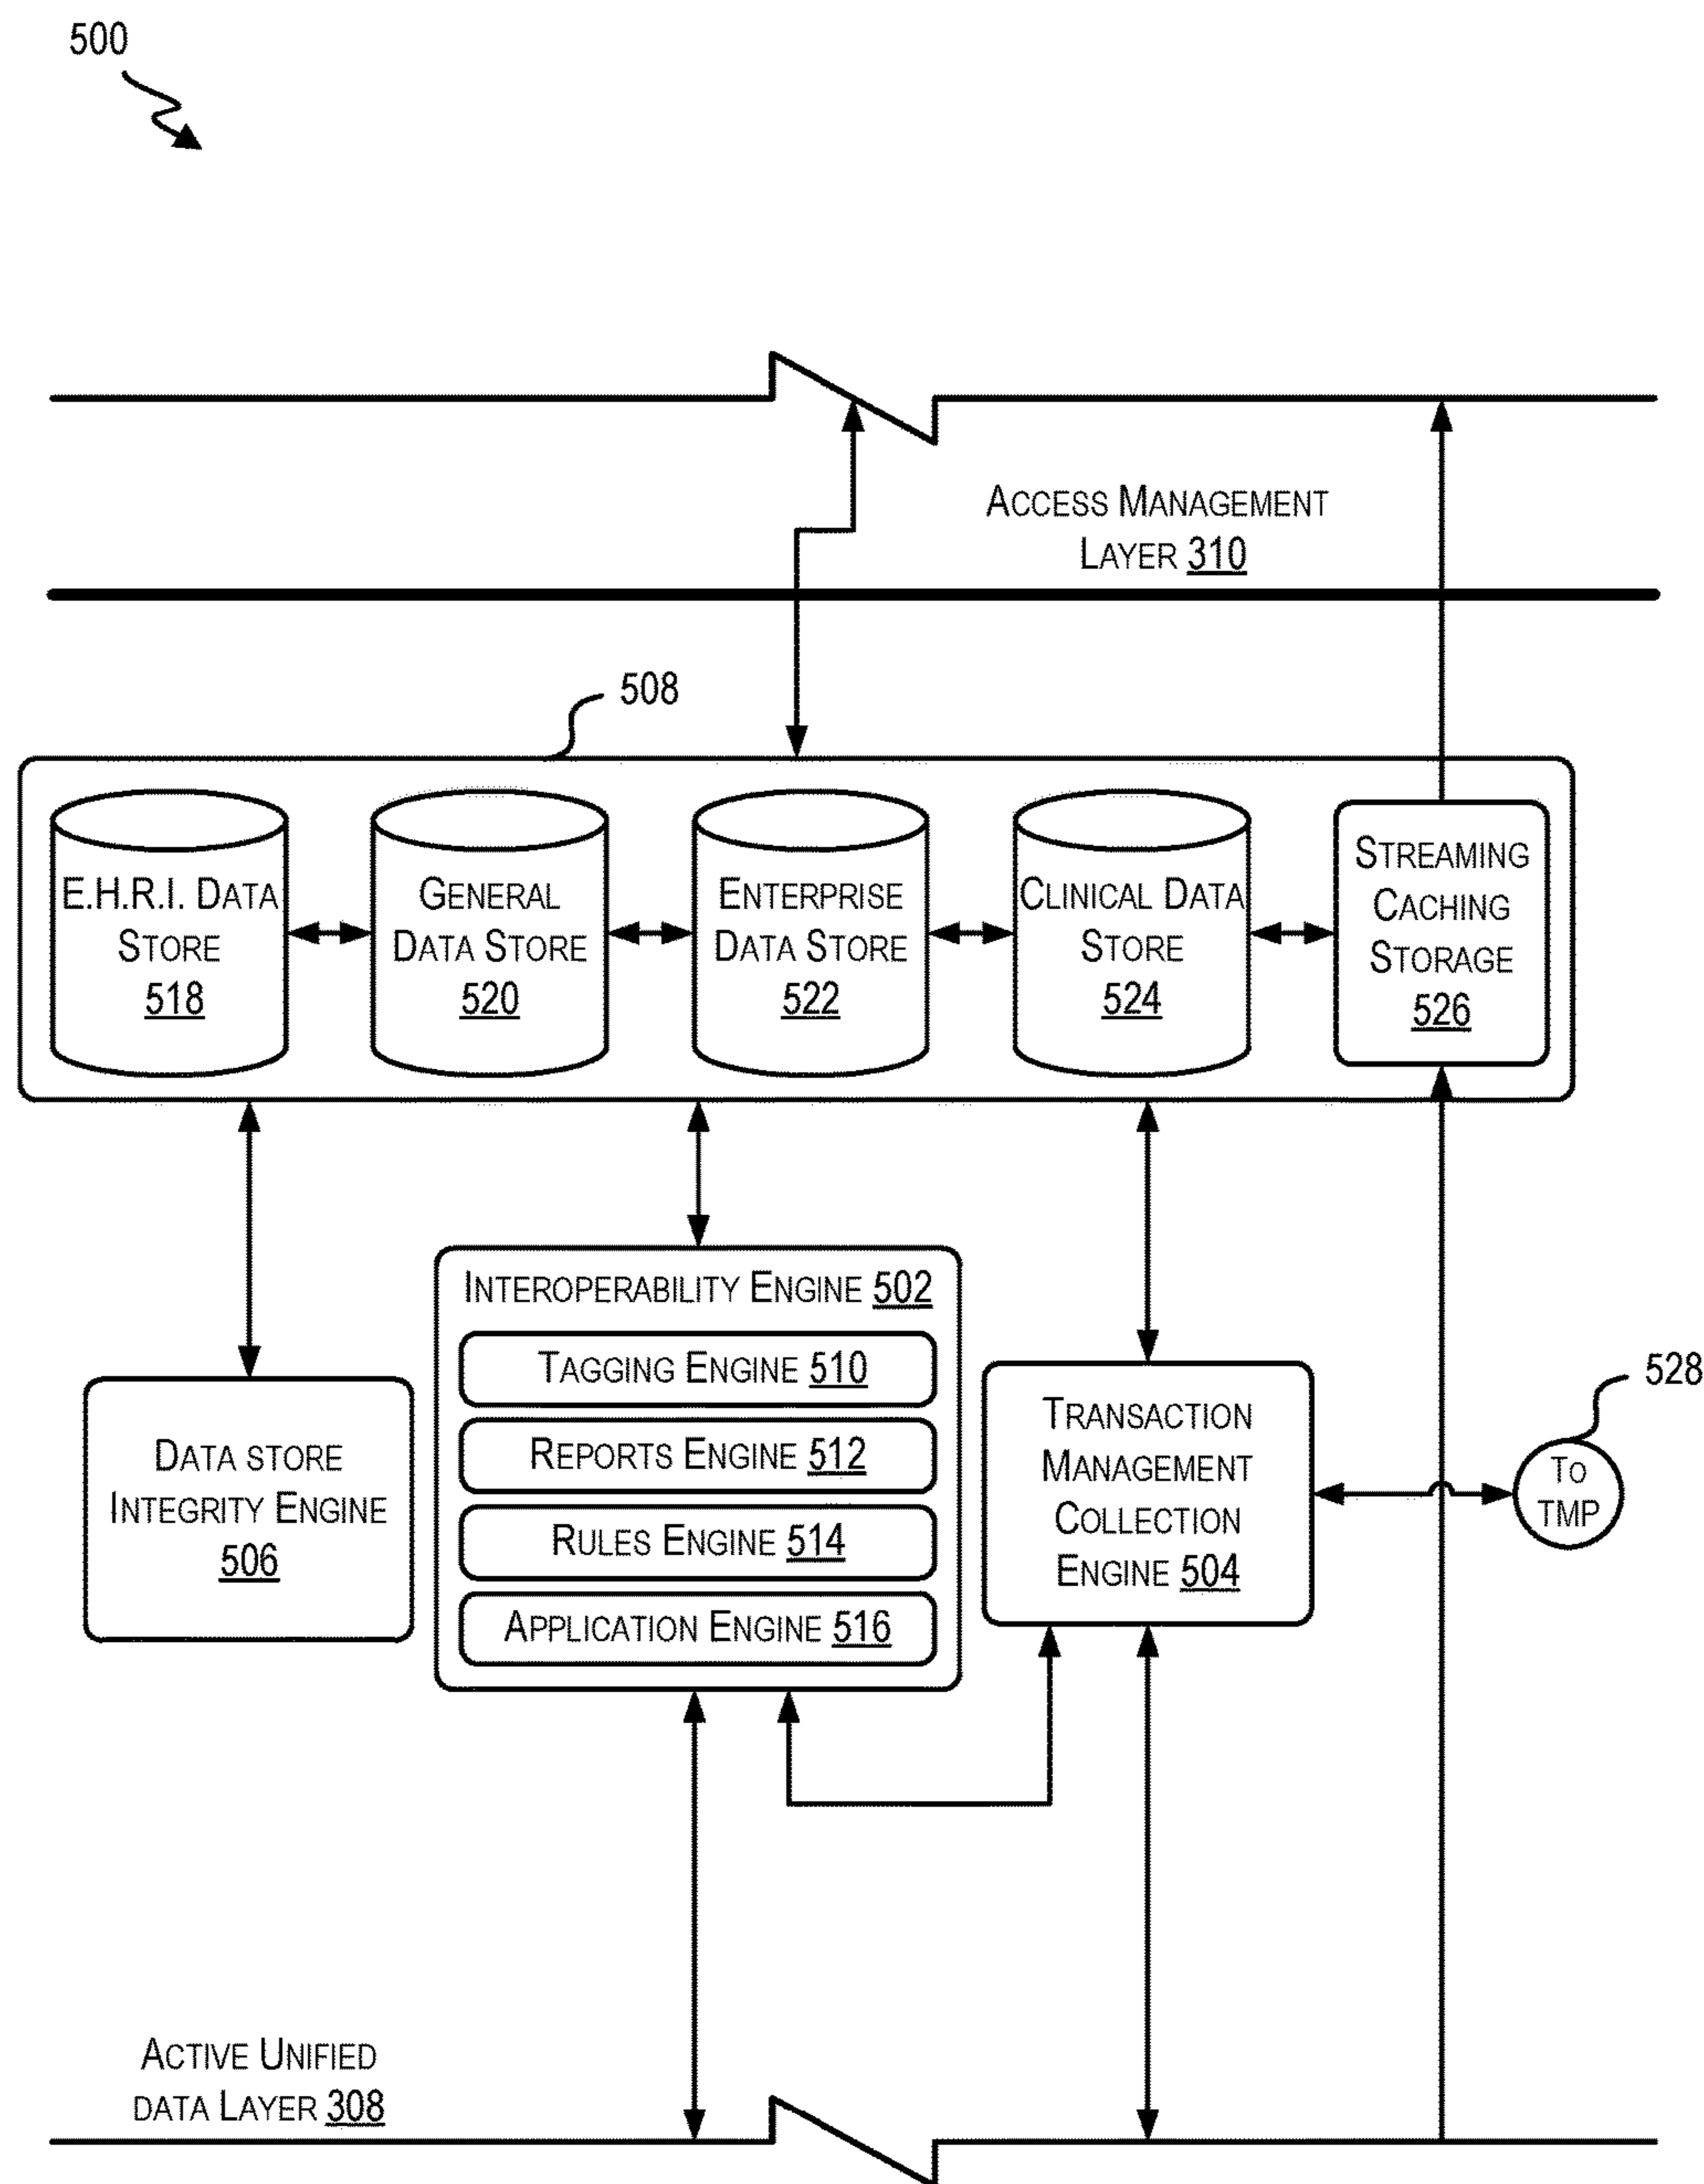 500
ACCESS MANAGEMENT
LAYER 310
508
E.H.R.I. DATA
STORE
518
GENERAL
DATA STORE
520
ENTERPRISE
DATA STORE
522
CLINICAL DATA
STORE
524
STREAMING
CACHING
STORAGE
526
INTEROPERABILITY ENGINE 502
TAGGING ENGINE 510
REPORTS ENGINE 512
RULES ENGINE 514
APPLICATION ENGINE 516
DATA STORE
INTEGRITY ENGINE
506
TRANSACTION
MANAGEMENT
COLLECTION
ENGINE 504
528
TO
TMP
ACTIVE UNIFIED
DATA LAYER 308